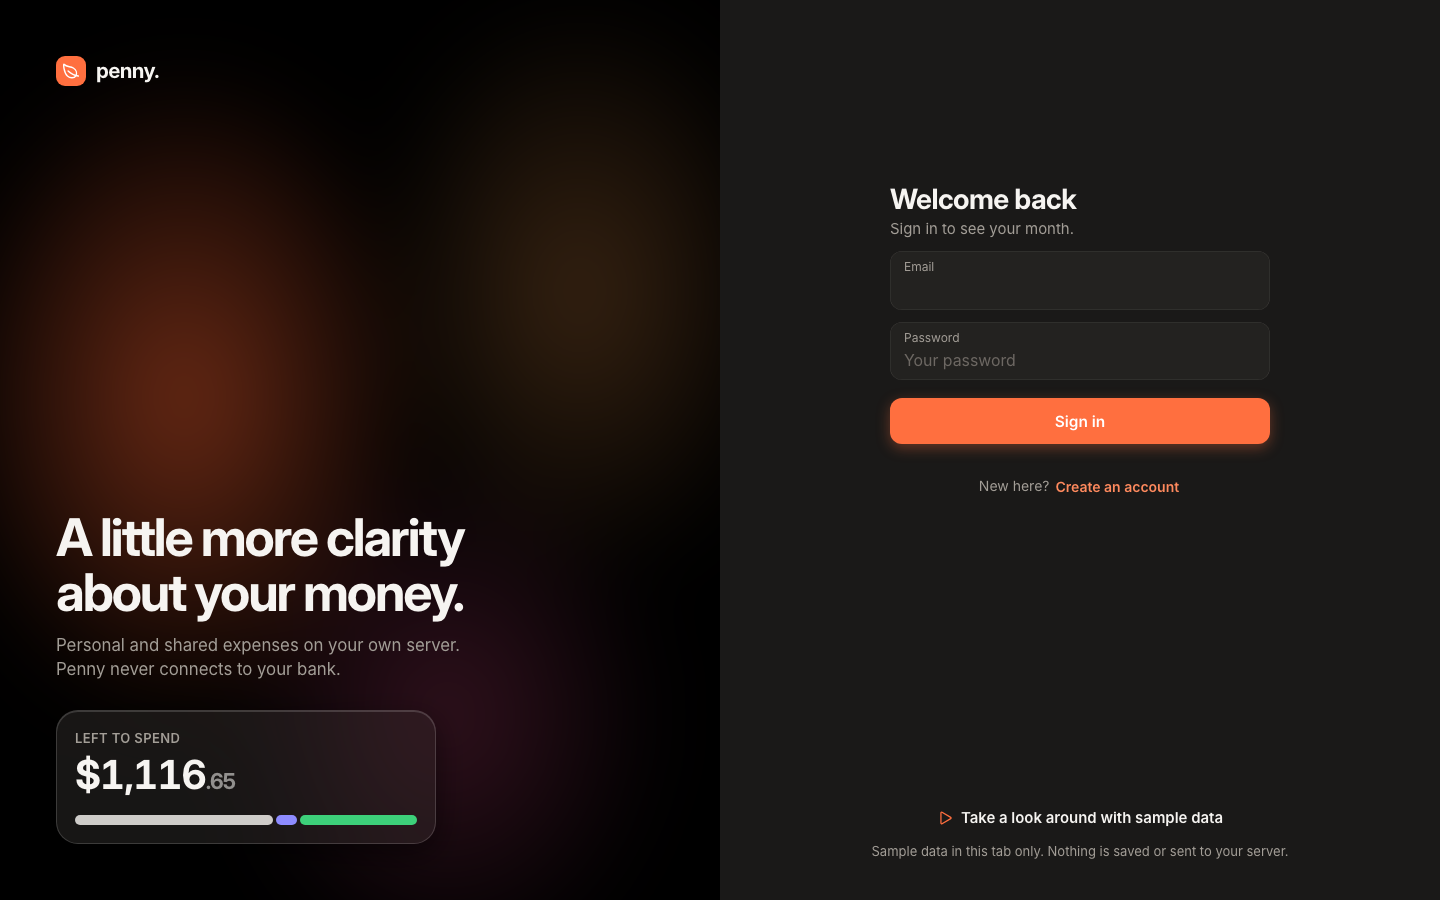 penny.
A little more clarity
about your money.
Personal and shared expenses on your own server.
Penny never connects to your bank.
LEFT TO SPEND
$1,116.65
Welcome back
Sign in to see your month.
Email
Password
Your password
Sign in
New here? Create an account
Take a look around with sample data
Sample data in this tab only. Nothing is saved or sent to your server.